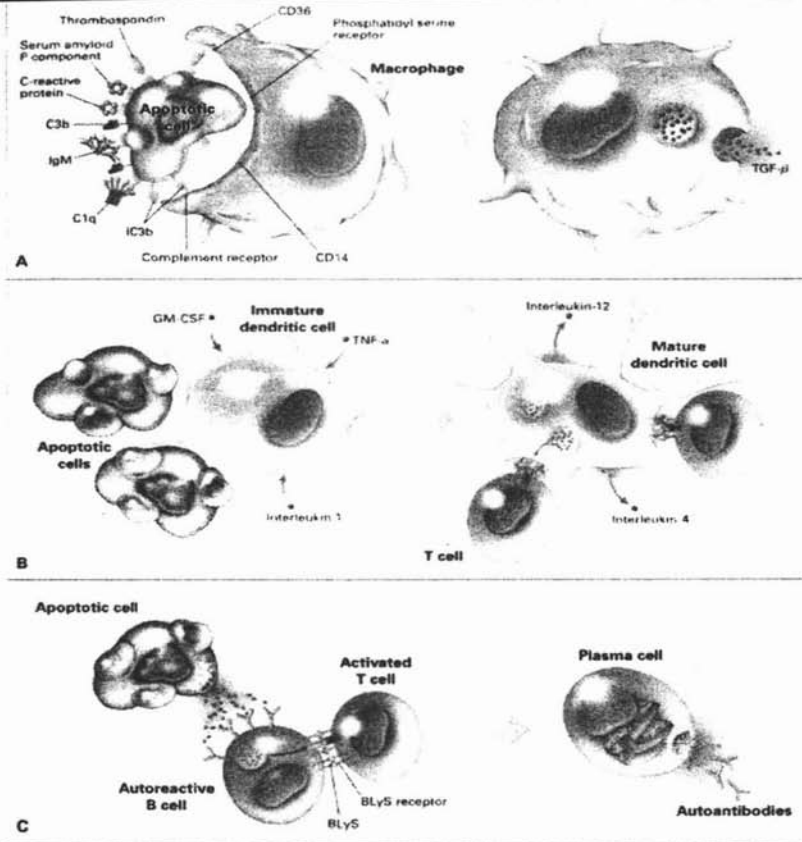 Thrombospondin
CD36
Phosphatidyl serine
receptor
Serum amyloid
P component
Macrophage
C-reactive
protein
Apoptotic
cell
C3b
IgM
TGF-β
C1q
iC3b
Complement receptor
CD14
A
GM-CSF
Immature
dendritic cell
TNF-a
Interleukin-12
Mature
dendritic cell
Apoptotic
cells
Interleukin
Interleukin 4
T cell
B
Apoptotic cell
Activated
T cell
Plasma cell
Autoreactive
B cell
BLyS receptor
BLyS
Autoantibodies
C